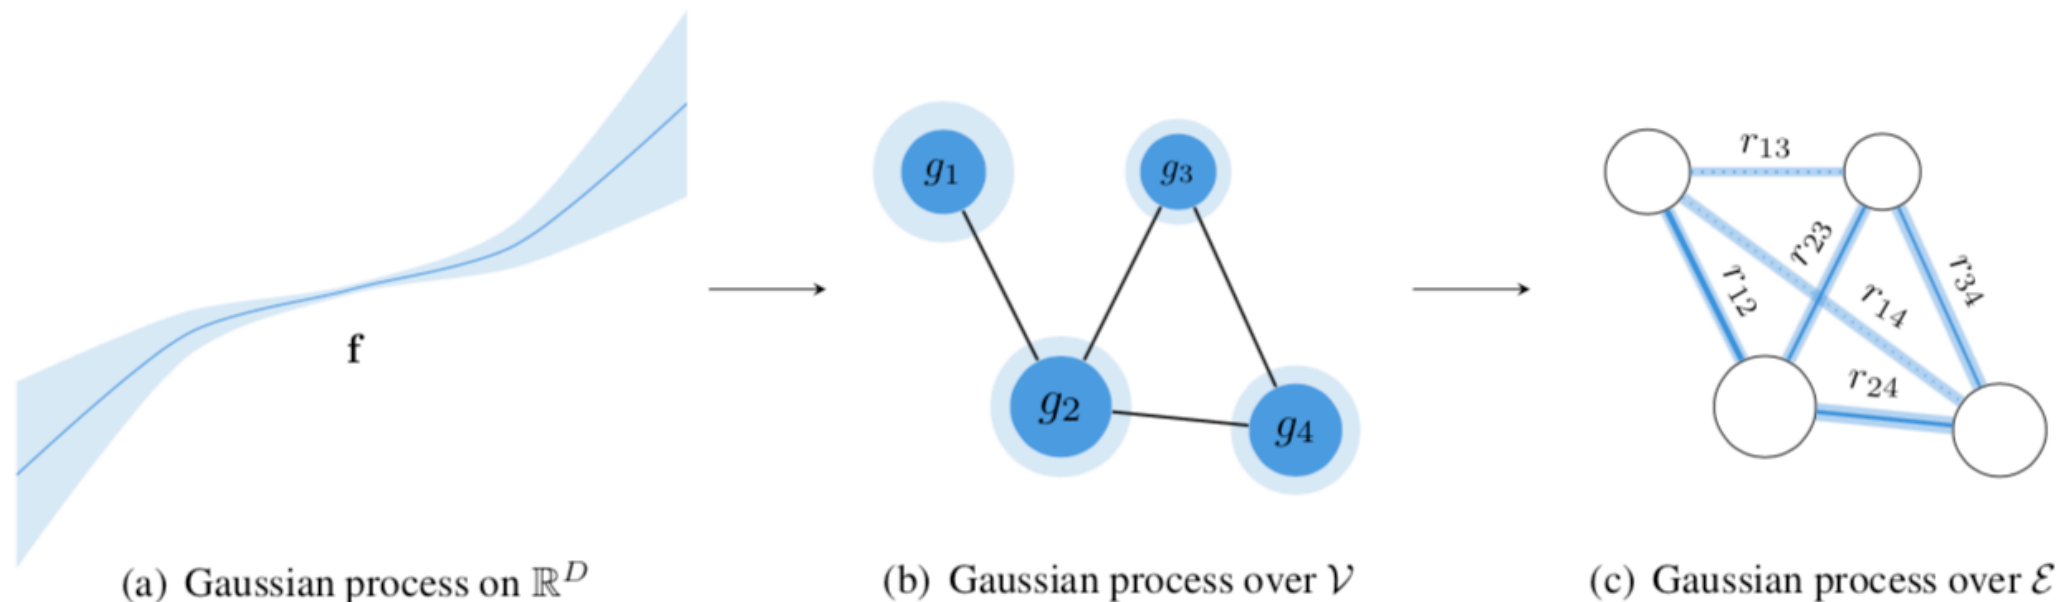 f
(a) Gaussian process on ℝ^D
g₁
g₃
g₂
g₄
(b) Gaussian process over 𝒱
r₁₃
r₂₃
r₁₂
r₃₄
r₁₄
r₂₄
(c) Gaussian process over ℰ